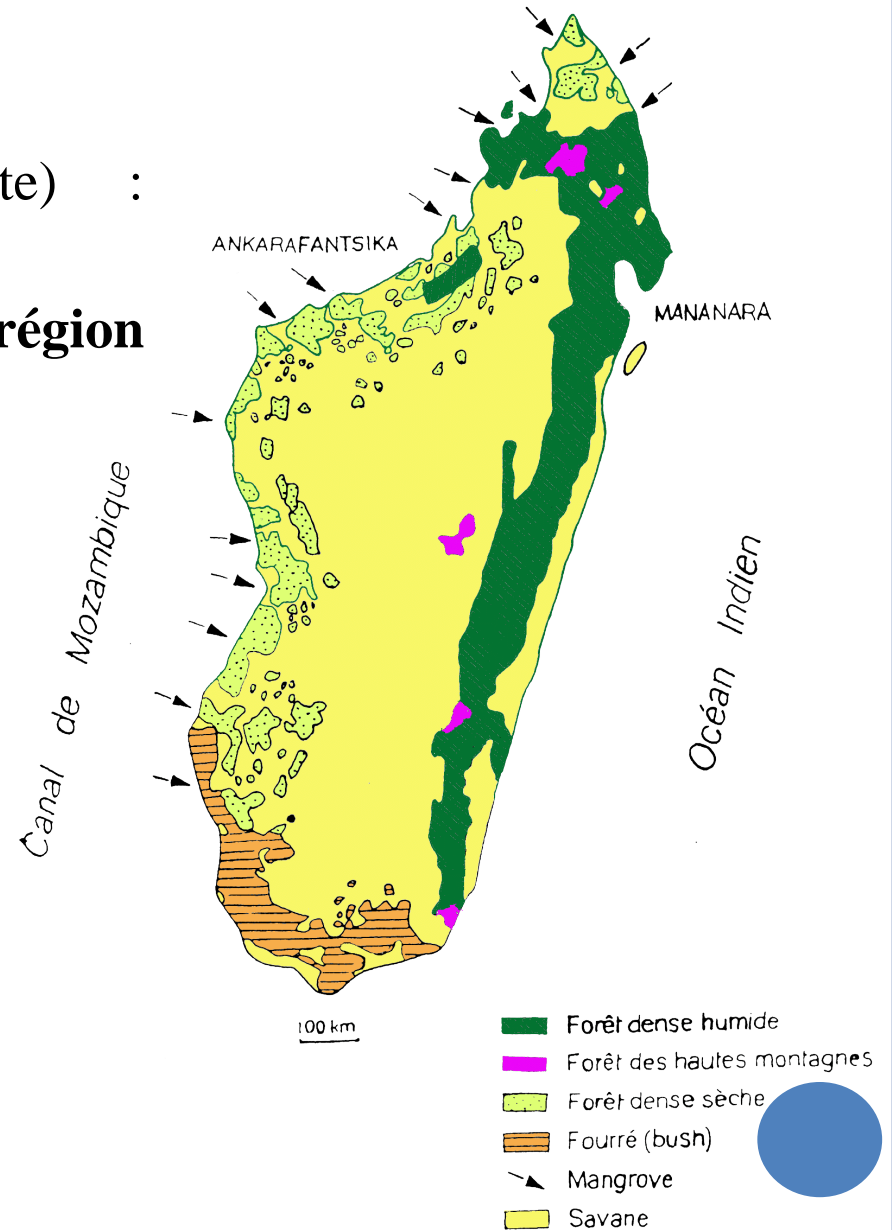 te) :
région
ANKARAFANTSIKA
MANANARA
Canal de Mozambique
Océan Indien
100 km
Forêt dense humide
Forêt des hautes montagnes
Forêt dense sèche
Fourré (bush)
Mangrove
Savane